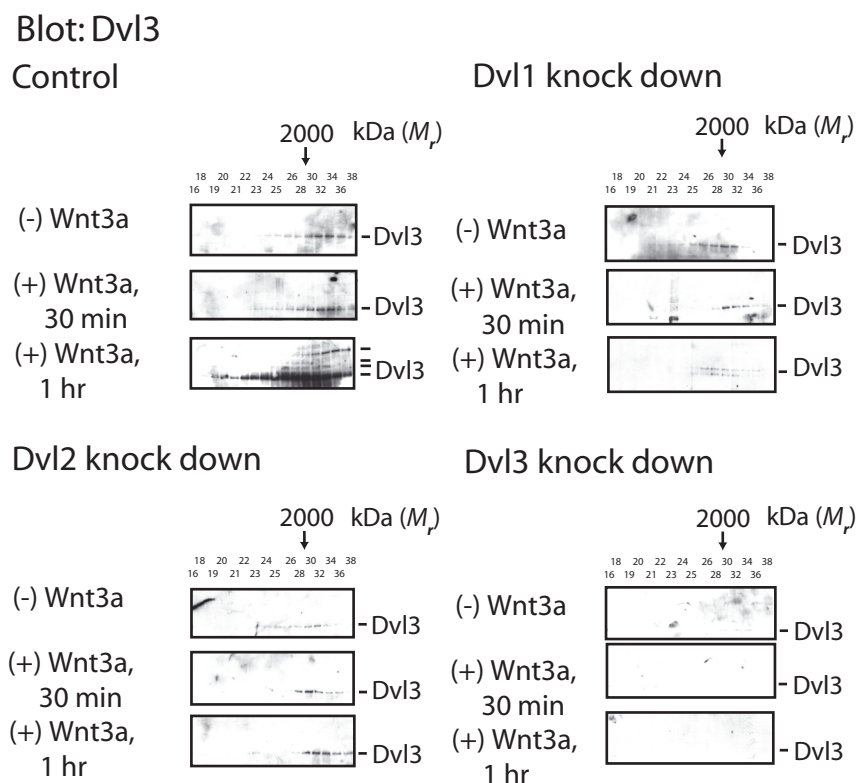 Blot: Dvl3
Control
2000 kDa (Mr)
18 20 22 24 26 30 34 38
16 19 21 23 25 28 32 36
(-) Wnt3a
Dvl3
(+) Wnt3a,
30 min
Dvl3
(+) Wnt3a,
1 hr
Dvl3
Dvl1 knock down
2000 kDa (Mr)
18 20 22 24 26 30 34 38
16 19 21 23 25 28 32 36
(-) Wnt3a
Dvl3
(+) Wnt3a,
30 min
Dvl3
(+) Wnt3a,
1 hr
Dvl3
Dvl2 knock down
2000 kDa (Mr)
18 20 22 24 26 30 34 38
16 19 21 23 25 28 32 36
(-) Wnt3a
Dvl3
(+) Wnt3a,
30 min
Dvl3
(+) Wnt3a,
1 hr
Dvl3
Dvl3 knock down
2000 kDa (Mr)
18 20 22 24 26 30 34 38
16 19 21 23 25 28 32 36
(-) Wnt3a
Dvl3
(+) Wnt3a,
30 min
Dvl3
(+) Wnt3a,
1 hr
Dvl3